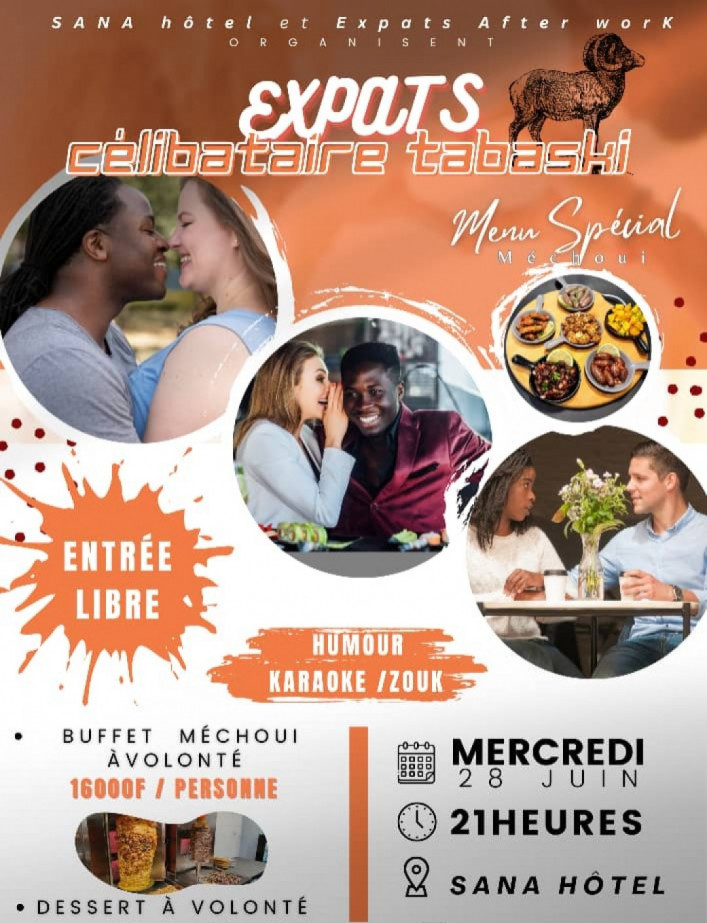 SANA hôtel et Expats After worK
ORGANISENT
EXPATS
célibataire tabaski
Menu Spécial
Méchoui
ENTRÉE
LIBRE
HUMOUR
KARAOKE /ZOUK
• BUFFET MÉCHOUI
ÀVOLONTÉ
16000F / PERSONNE
• DESSERT À VOLONTÉ
MERCREDI
28 JUIN
21HEURES
SANA HÔTEL